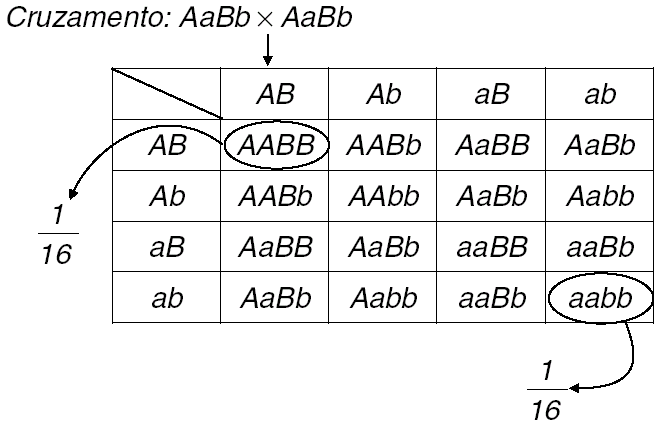 Cruzamento: AaBb × AaBb
AB Ab aB ab
AB AABB AABb AaBB AaBb
Ab AABb AAbb AaBb Aabb
aB AaBB AaBb aaBB aaBb
ab AaBb Aabb aaBb aabb
1
16
1
16